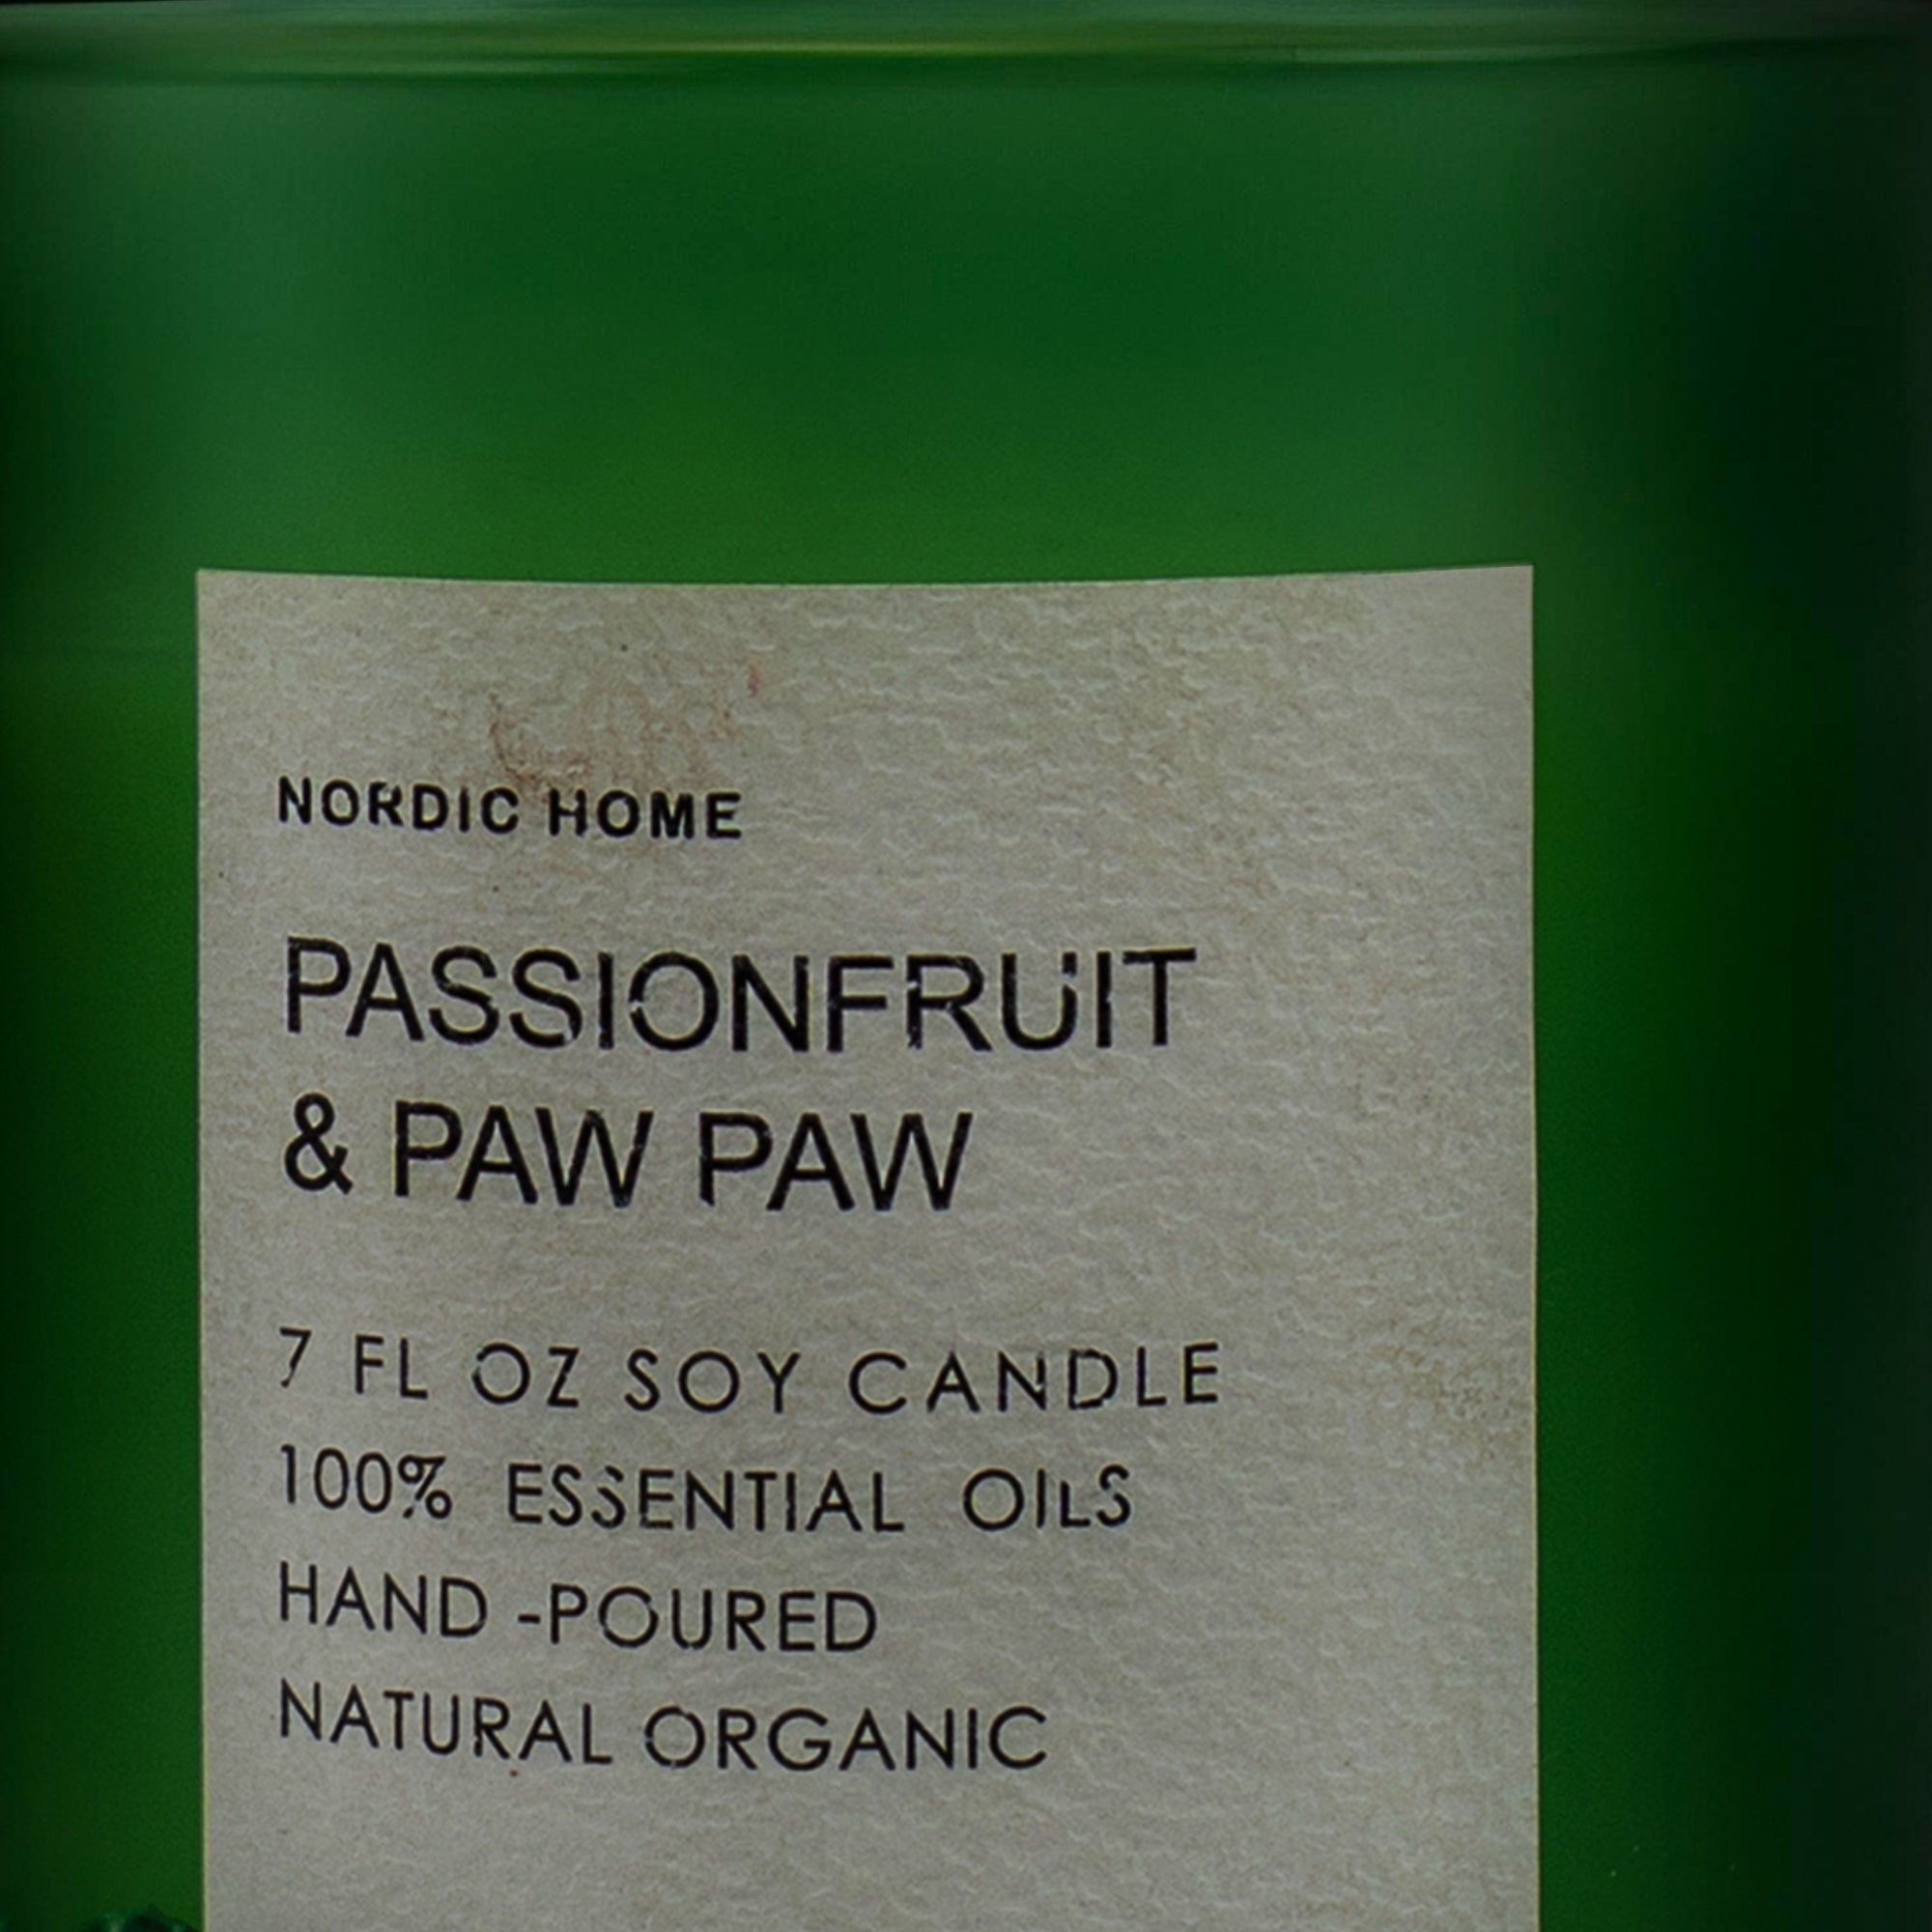 NORDIC HOME
PASSIONFRUIT
& PAW PAW
7 FL OZ SOY CANDLE
100% ESSENTIAL OILS
HAND -POURED
NATURAL ORGANIC